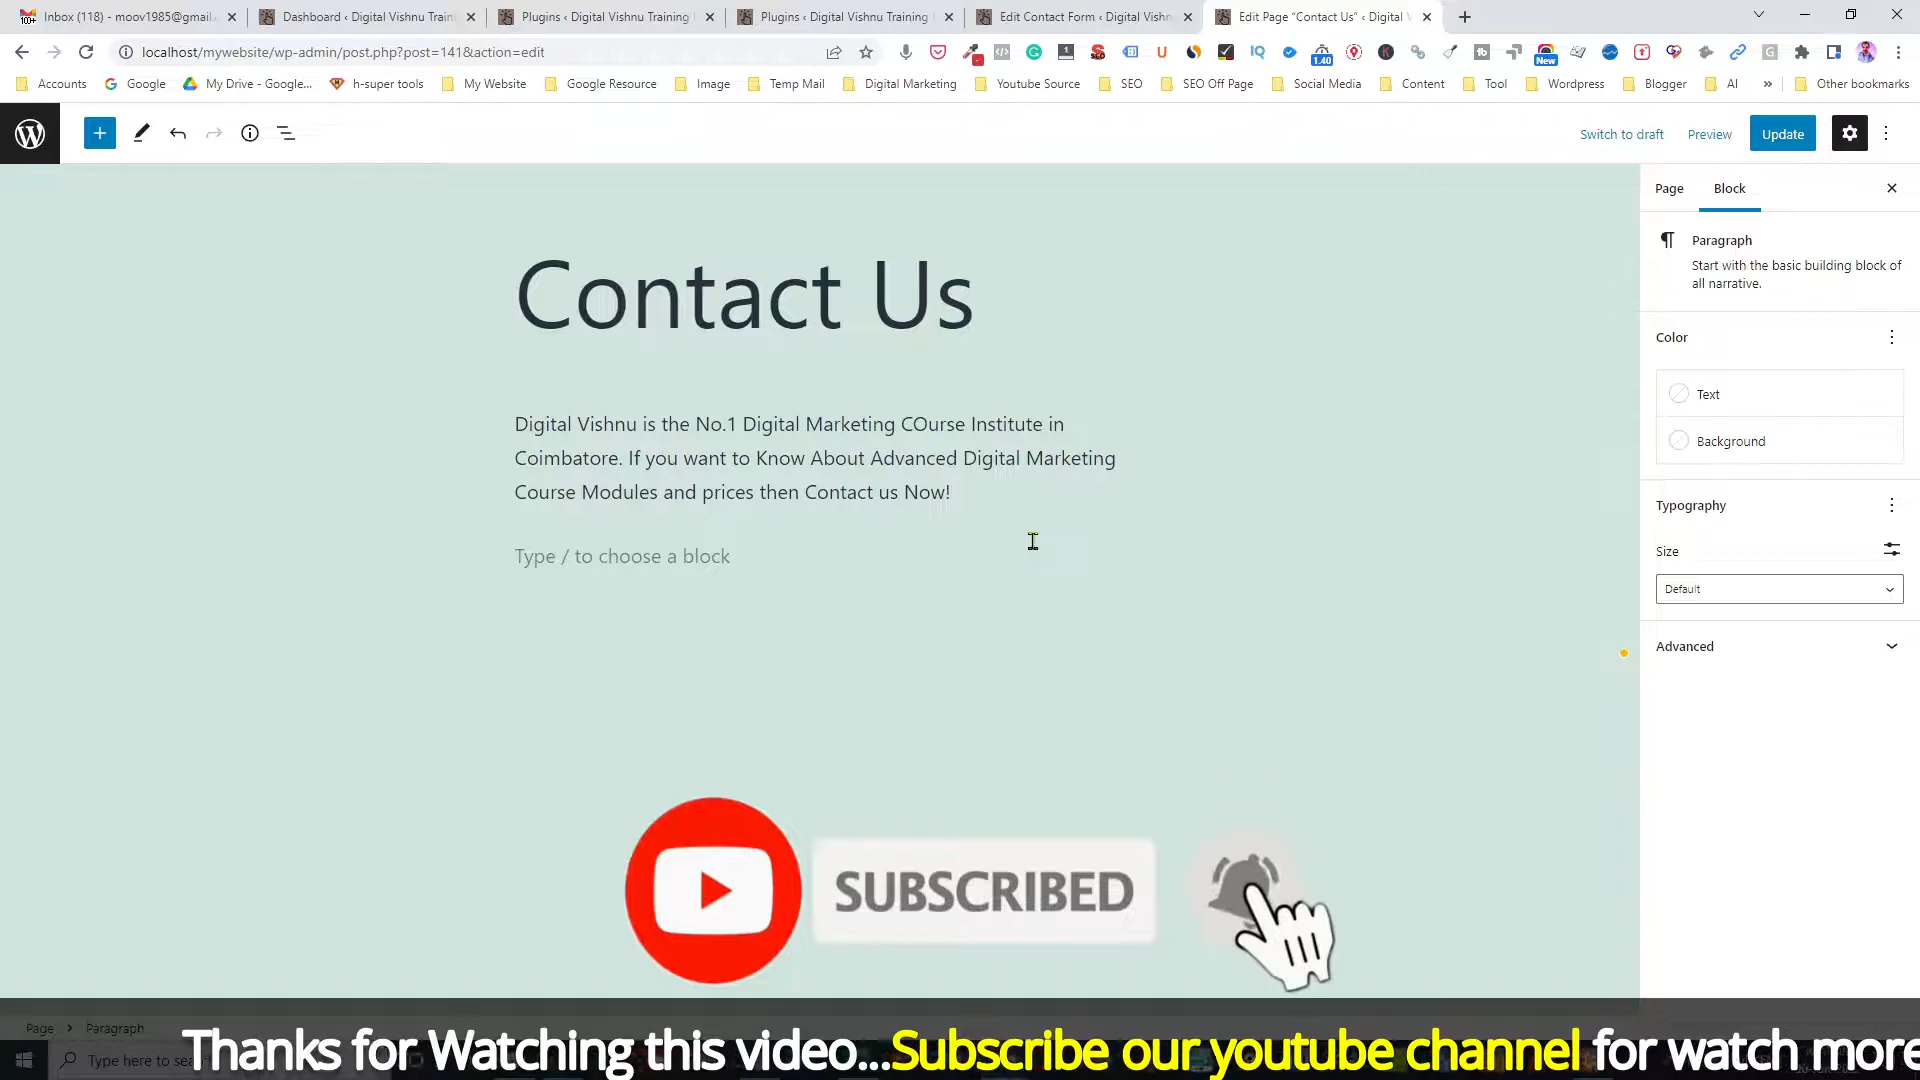 Inbox (118) - moov1985@gmail.
Dashboard ‹ Digital Vishnu Traini
Plugins ‹ Digital Vishnu Training
Plugins ‹ Digital Vishnu Training
Edit Contact Form ‹ Digital Vishn
Edit Page “Contact Us” ‹ Digital V
localhost/mywebsite/wp-admin/post.php?post=141&action=edit
1.40
New
Accounts
Google
My Drive - Google...
h-super tools
My Website
Google Resource
Image
Temp Mail
Digital Marketing
Youtube Source
SEO
SEO Off Page
Social Media
Content
Tool
Wordpress
Blogger
AI
»
Other bookmarks
Switch to draft
Preview
Update
Page
Block
Paragraph
Start with the basic building block of
all narrative.
Color
Text
Background
Typography
Size
Default
Advanced
Contact Us
Digital Vishnu is the No.1 Digital Marketing COurse Institute in
Coimbatore. If you want to Know About Advanced Digital Marketing
Course Modules and prices then Contact us Now!
Type / to choose a block
SUBSCRIBED
Page
Paragraph
Type here to sea
Thanks for Watching this video...Subscribe our youtube channel for watch more